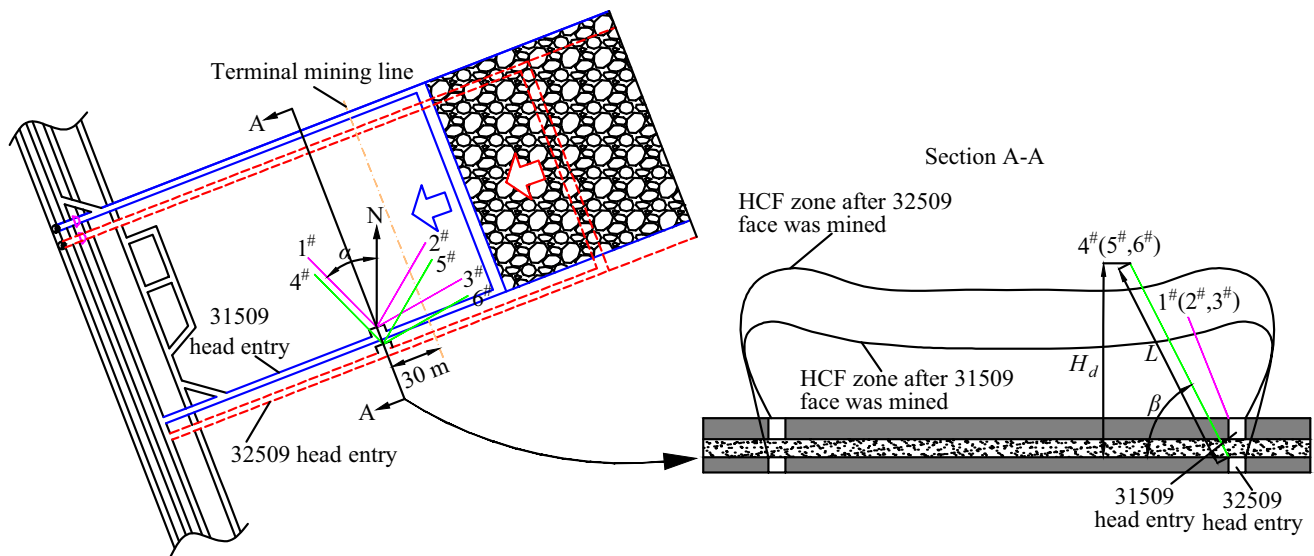 Terminal mining line
A
N
α
1#
2#
4#
5#
3#
6#
31509
head entry
30 m
A
32509 head entry
Section A-A
HCF zone after 32509
face was mined
4#(5#,6#)
1#(2#,3#)
L
H_d
HCF zone after 31509
face was mined
β
31509
head entry
32509
head entry